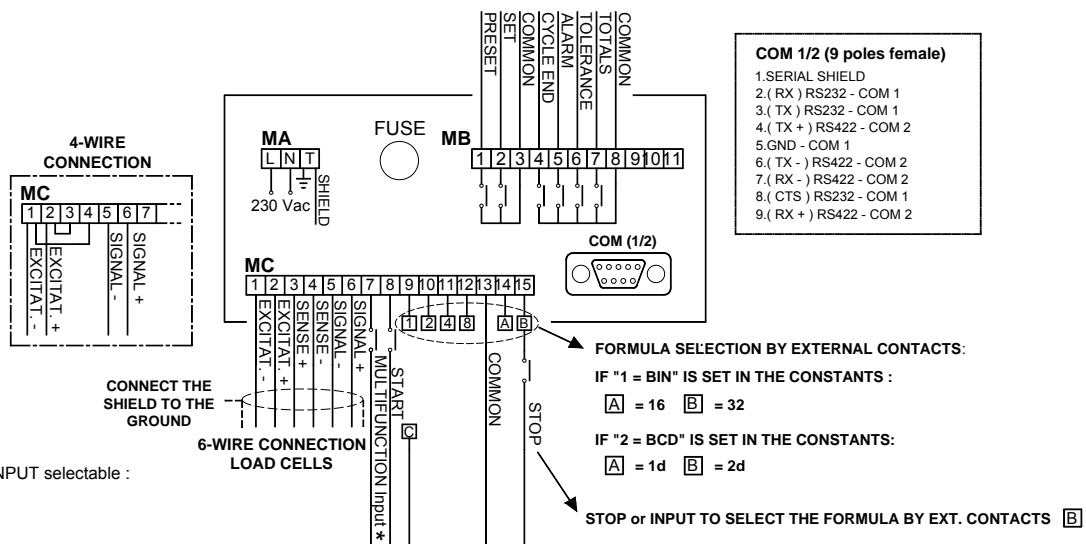 PRESET
SET
COMMON
CYCLE END
ALARM
TOLERANCE
TOTALS
COMMON
COM 1/2 (9 poles female)
1.SERIAL SHIELD
2.( RX ) RS232 - COM 1
3.( TX ) RS232 - COM 1
4.( TX + ) RS422 - COM 2
5.GND - COM 1
6.( TX - ) RS422 - COM 2
7.( RX - ) RS422 - COM 2
8.( CTS ) RS232 - COM 1
9.( RX + ) RS422 - COM 2
4-WIRE
CONNECTION
MC
1 2 3 4 5 6 7
EXCITAT. -
EXCITAT. +
SIGNAL -
SIGNAL +
MA
L N T
230 Vac
SHIELD
FUSE
MB
1 2 3 4 5 6 7 8 9 10 11
COM (1/2)
MC
1 2 3 4 5 6 7 8 9 10 11 12 13 14 15
1 2 4 8 A B
EXCITAT. -
EXCITAT. +
SENSE +
SENSE -
SIGNAL -
SIGNAL +
MULTIFUNCTION Input *
START
C
COMMON
STOP
CONNECT THE
SHIELD TO THE
GROUND
6-WIRE CONNECTION
LOAD CELLS
FORMULA SELECTION BY EXTERNAL CONTACTS:
IF "1 = BIN" IS SET IN THE CONSTANTS :
A = 16 B = 32
IF "2 = BCD" IS SET IN THE CONSTANTS:
A = 1d B = 2d
NPUT selectable :
STOP or INPUT TO SELECT THE FORMULA BY EXT. CONTACTS B